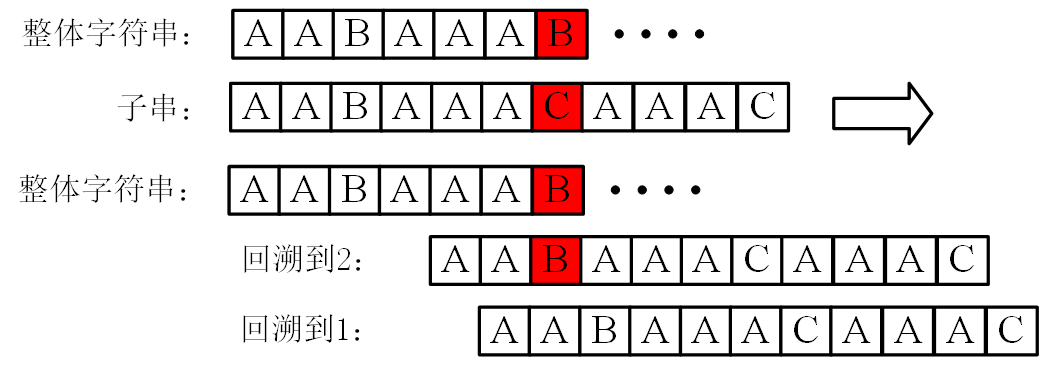 整体字符串： A A B A A A B ····
子串： A A B A A A C A A A C
整体字符串： A A B A A A B ····
回溯到2： A A B A A A C A A A C
回溯到1： A A B A A A C A A A C